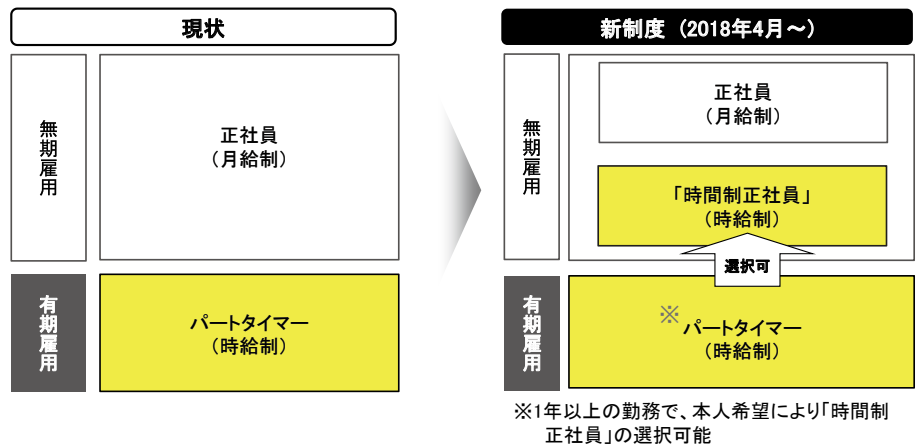 現状
無期雇用
正社員
(月給制)
有期雇用
パートタイマー
(時給制)
新制度 (2018年4月～)
無期雇用
正社員
(月給制)
「時間制正社員」
(時給制)
選択可
有期雇用
※パートタイマー
(時給制)
※1年以上の勤務で、本人希望により「時間制
正社員」の選択可能